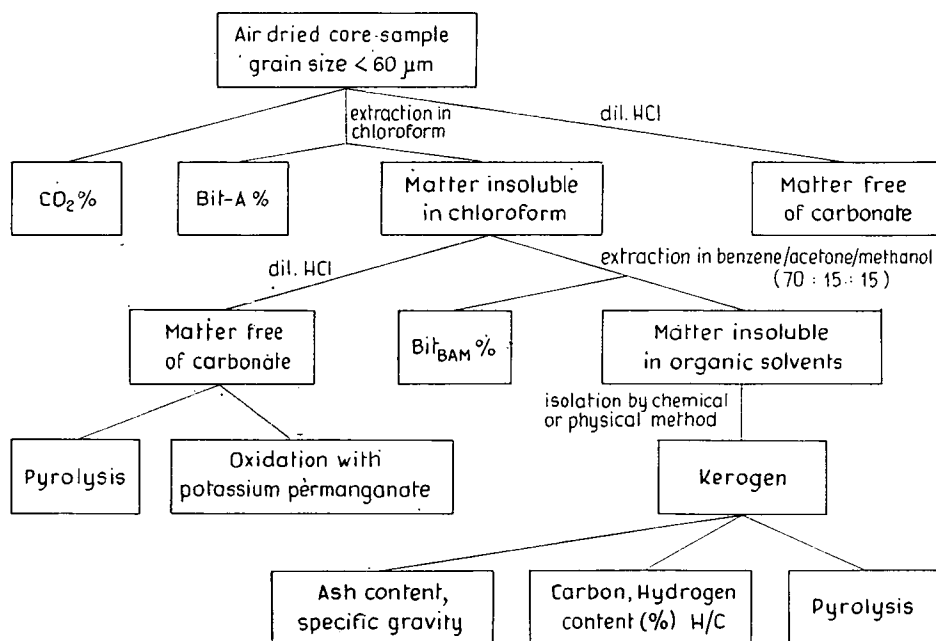 Air dried core-sample
grain size < 60 µm
extraction in
chloroform
dil. HCl
CO₂ %
Bit-A %
Matter insoluble
in chloroform
Matter free
of carbonate
dil. HCl
extraction in benzene/acetone/methanol
(70 : 15 : 15)
Matter free
of carbonate
Bit_BAM %
Matter insoluble
in organic solvents
isolation by chemical
or physical method
Pyrolysis
Oxidation with
potassium permanganate
Kerogen
Ash content,
specific gravity
Carbon, Hydrogen
content (%) H/C
Pyrolysis